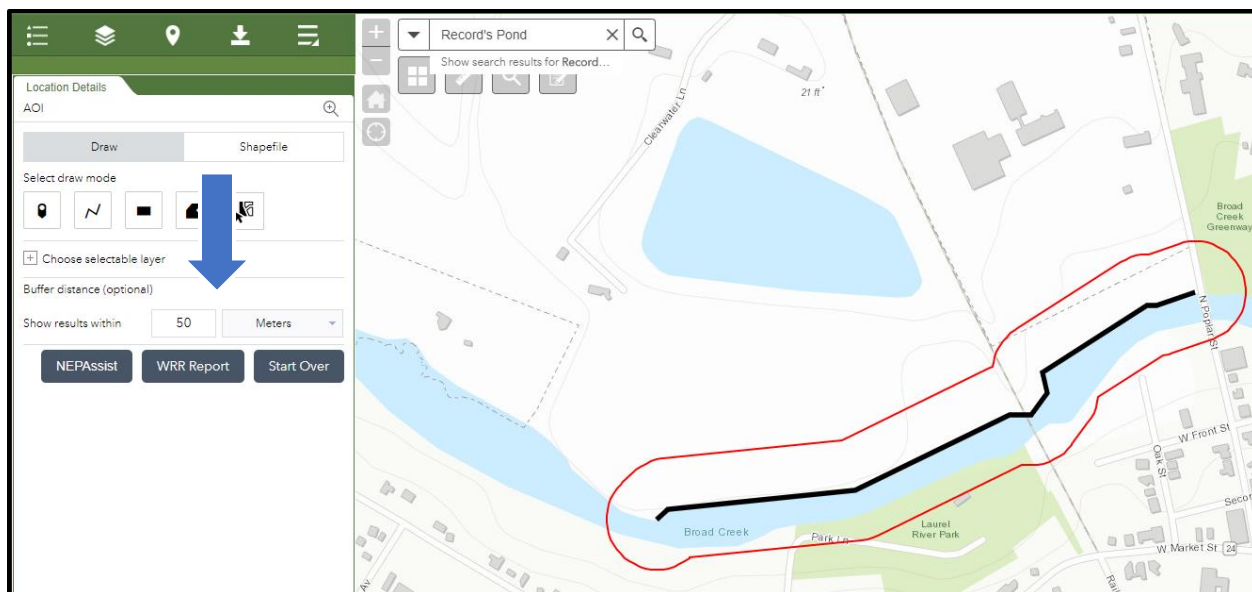 Record's Pond
Show search results for Record...
Location Details
AOI
Draw
Shapefile
Select draw mode
Choose selectable layer
Buffer distance (optional)
Show results within
50
Meters
NEPAssist
WRR Report
Start Over
Clearwater Ln
21 ft
Broad
Creek
Greenway
N Poplar St
W Front St
Oak St
Secon
Broad Creek
Park Ln
Laurel
River Park
W Market St
24
Av